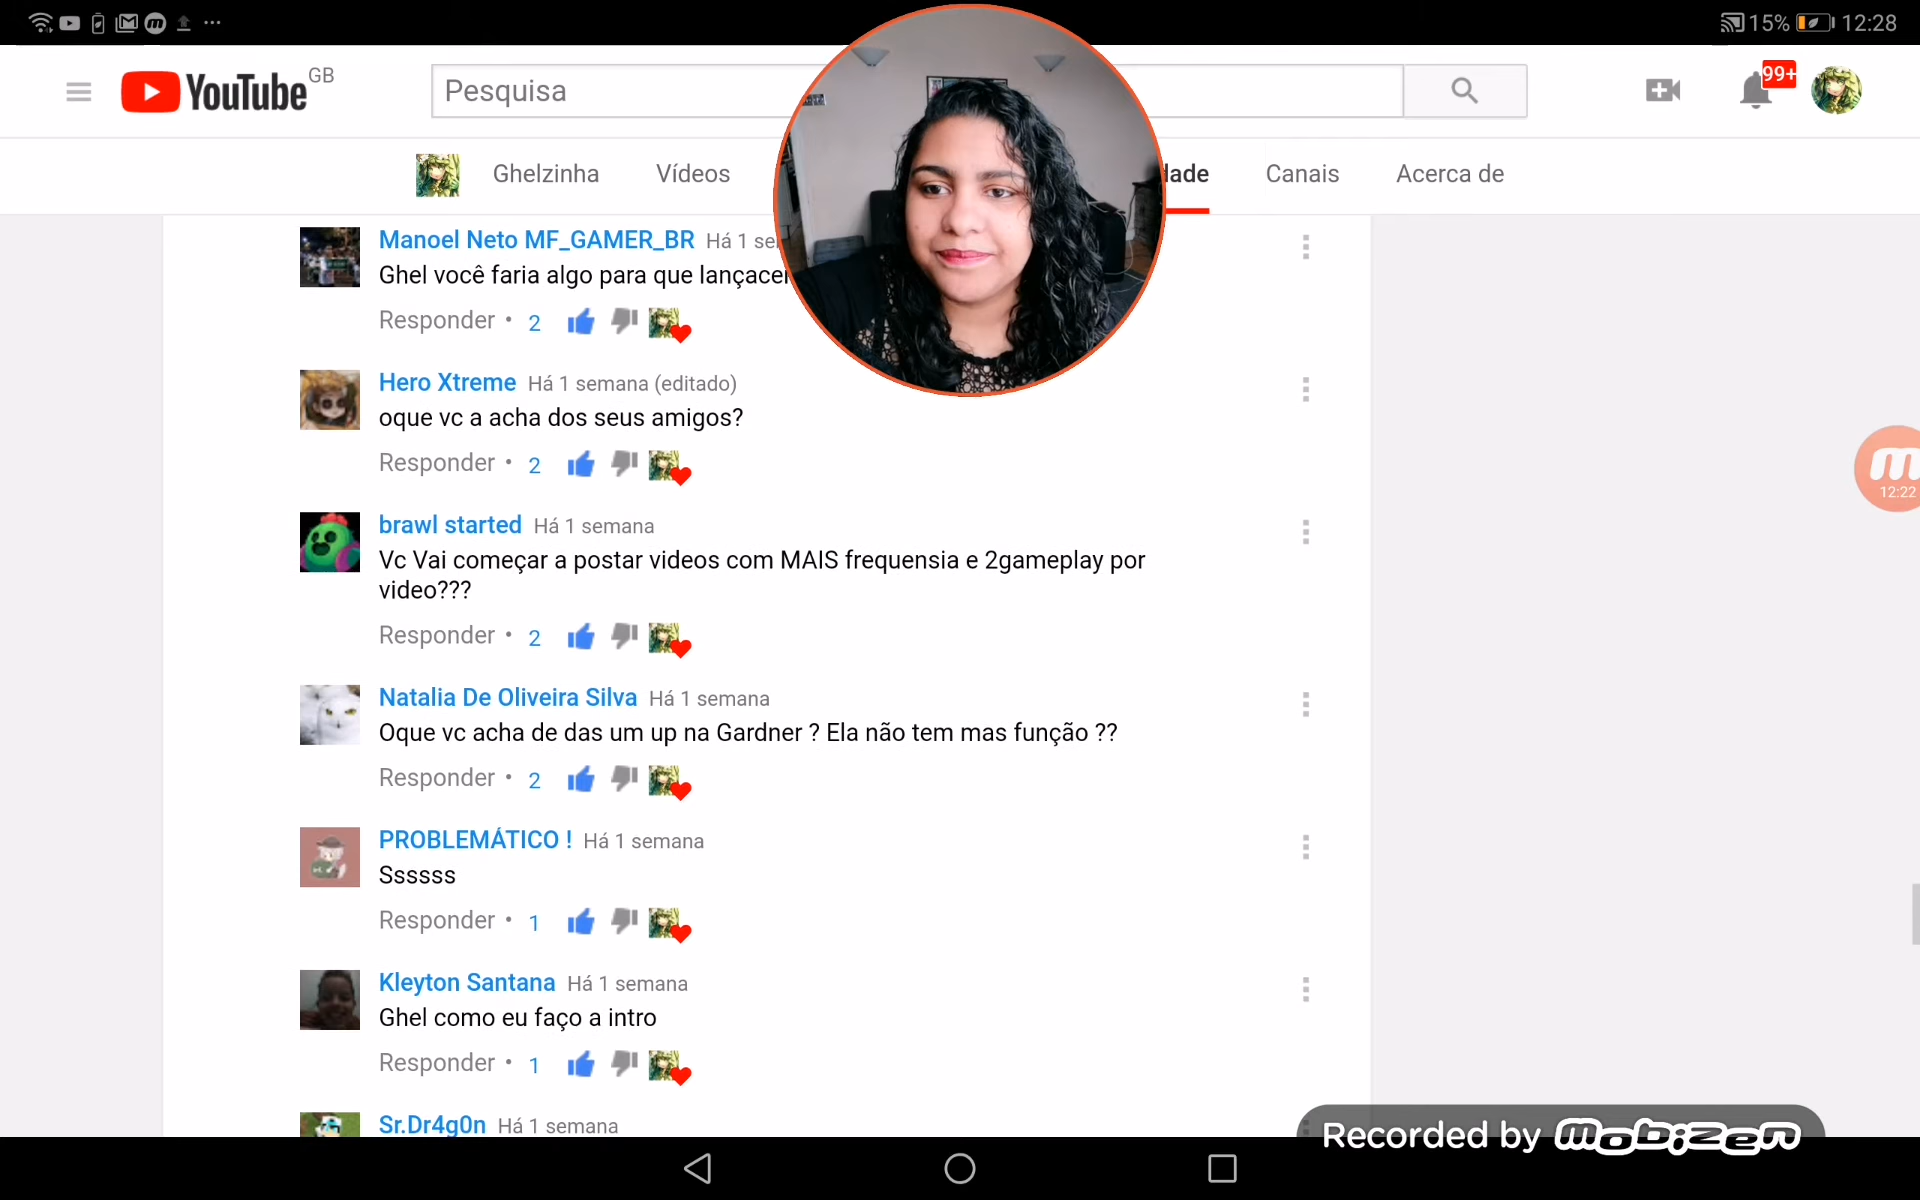 15% 12:28
YouTube GB
Pesquisa
99+
Ghelzinha Vídeos dade Canais Acerca de
Manoel Neto MF_GAMER_BR Há 1 se
Ghel você faria algo para que lançace
Responder • 2
Hero Xtreme Há 1 semana (editado)
oque vc a acha dos seus amigos?
Responder • 2
m
12:22
brawl started Há 1 semana
Vc Vai começar a postar videos com MAIS frequensia e 2gameplay por
video???
Responder • 2
Natalia De Oliveira Silva Há 1 semana
Oque vc acha de das um up na Gardner ? Ela não tem mas função ??
Responder • 2
PROBLEMÁTICO ! Há 1 semana
Ssssss
Responder • 1
Kleyton Santana Há 1 semana
Ghel como eu faço a intro
Responder • 1
Sr.Dr4g0n Há 1 semana
Recorded by Mobizen